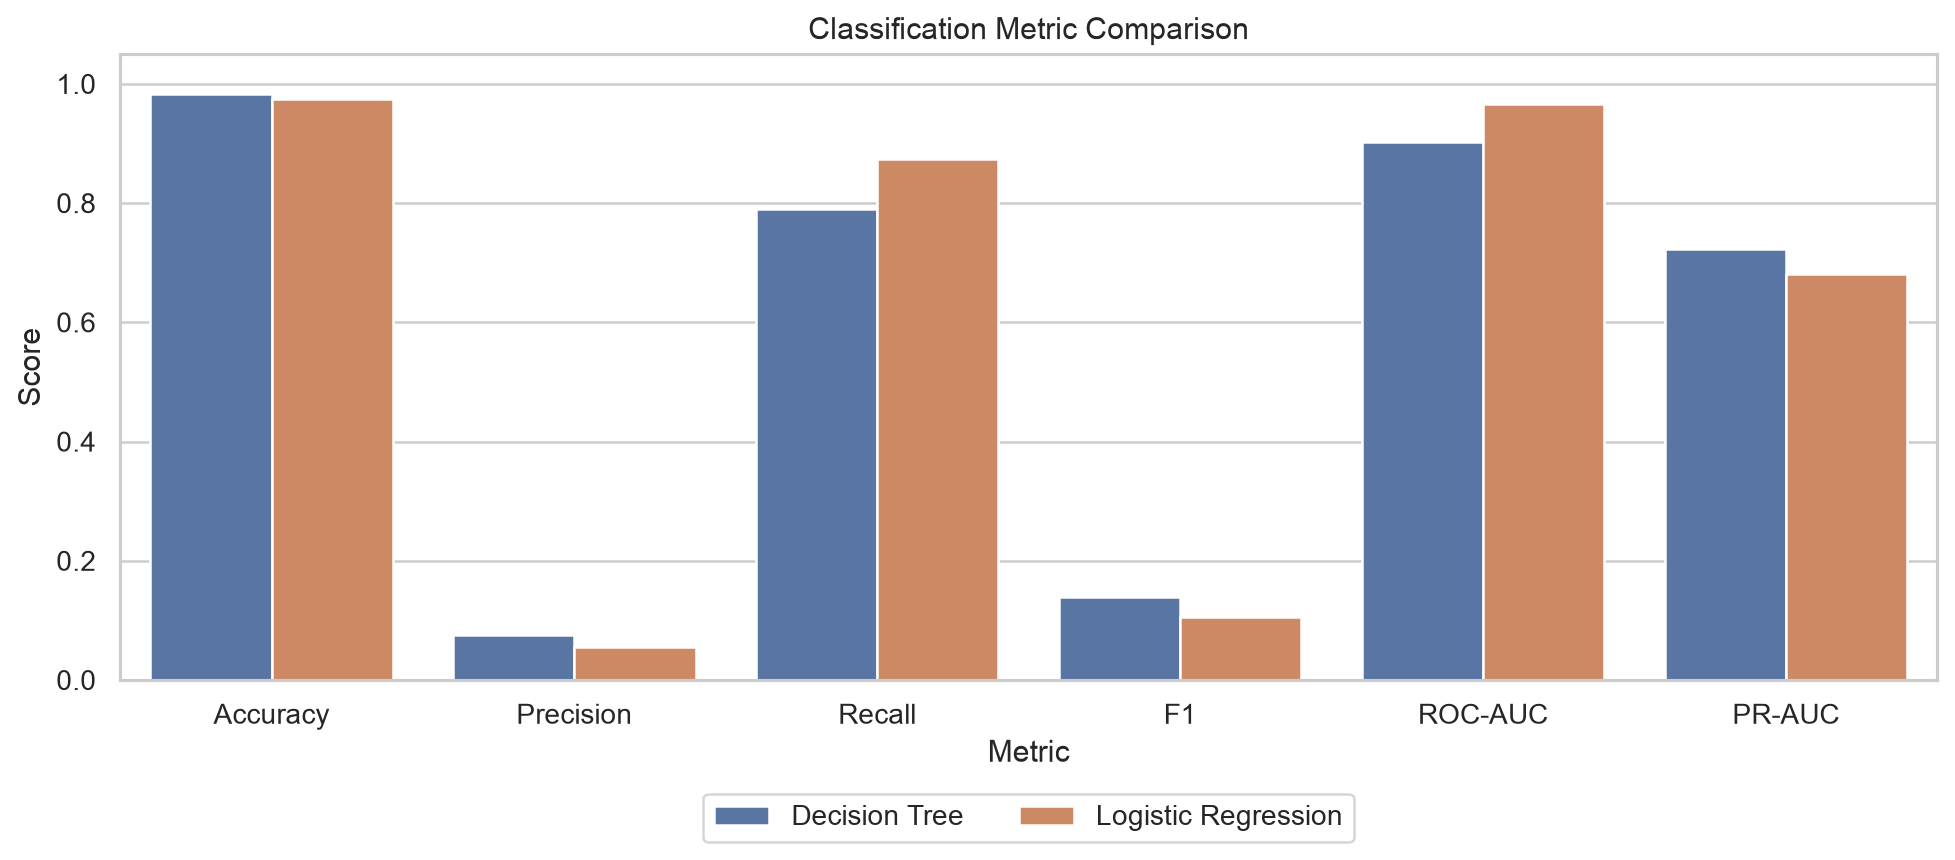 Classification Metric Comparison
1.0
0.8
0.6
0.4
0.2
0.0
Score
Accuracy Precision Recall F1 ROC-AUC PR-AUC
Metric
Decision Tree Logistic Regression